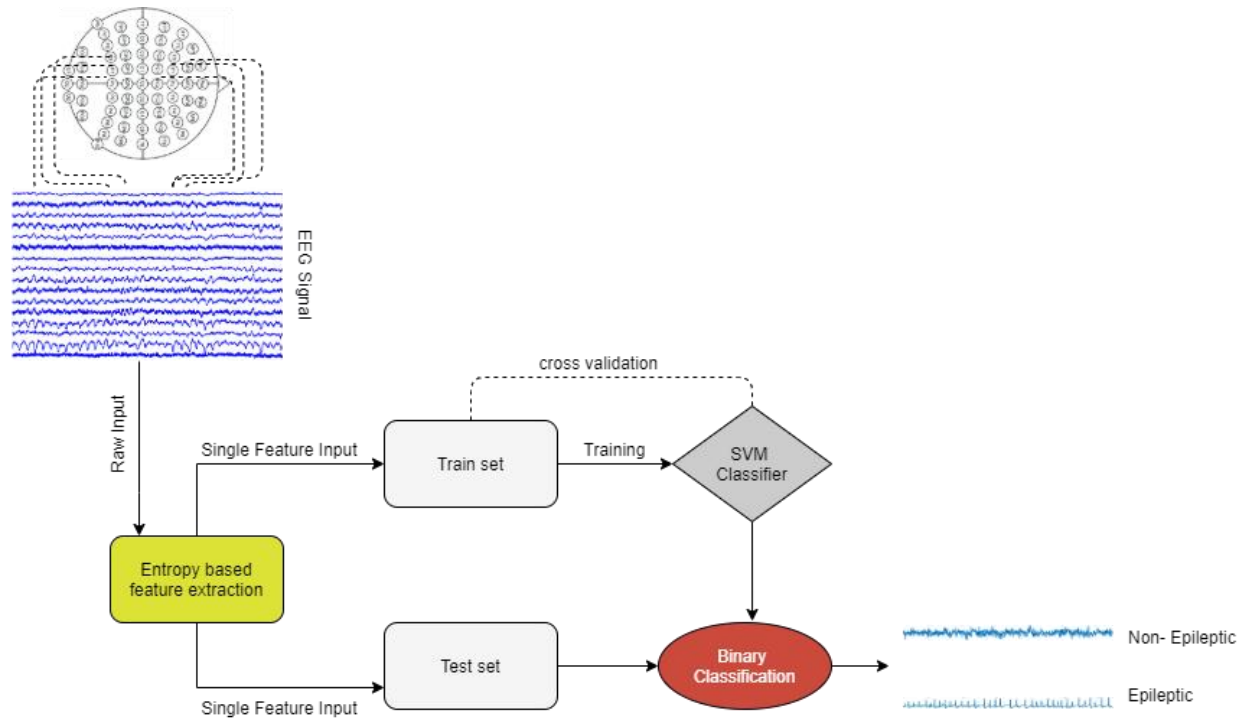 EEG Signal
Raw Input
cross validation
Single Feature Input
Train set
Training
SVM
Classifier
Entropy based
feature extraction
Single Feature Input
Test set
Binary
Classification
Non- Epileptic
Epileptic